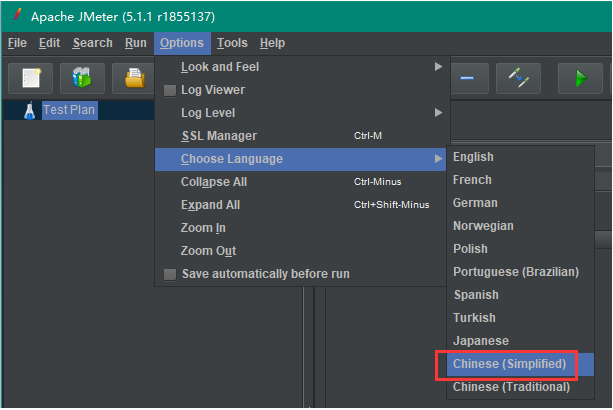 Apache JMeter (5.1.1 r1855137)
File Edit Search Run Options Tools Help
Look and Feel
Log Viewer
Log Level
SSL Manager Ctrl-M
Choose Language
Collapse All Ctrl-Minus
Expand All Ctrl+Shift-Minus
Zoom In
Zoom Out
Save automatically before run
Test Plan
English
French
German
Norwegian
Polish
Portuguese (Brazilian)
Spanish
Turkish
Japanese
Chinese (Simplified)
Chinese (Traditional)